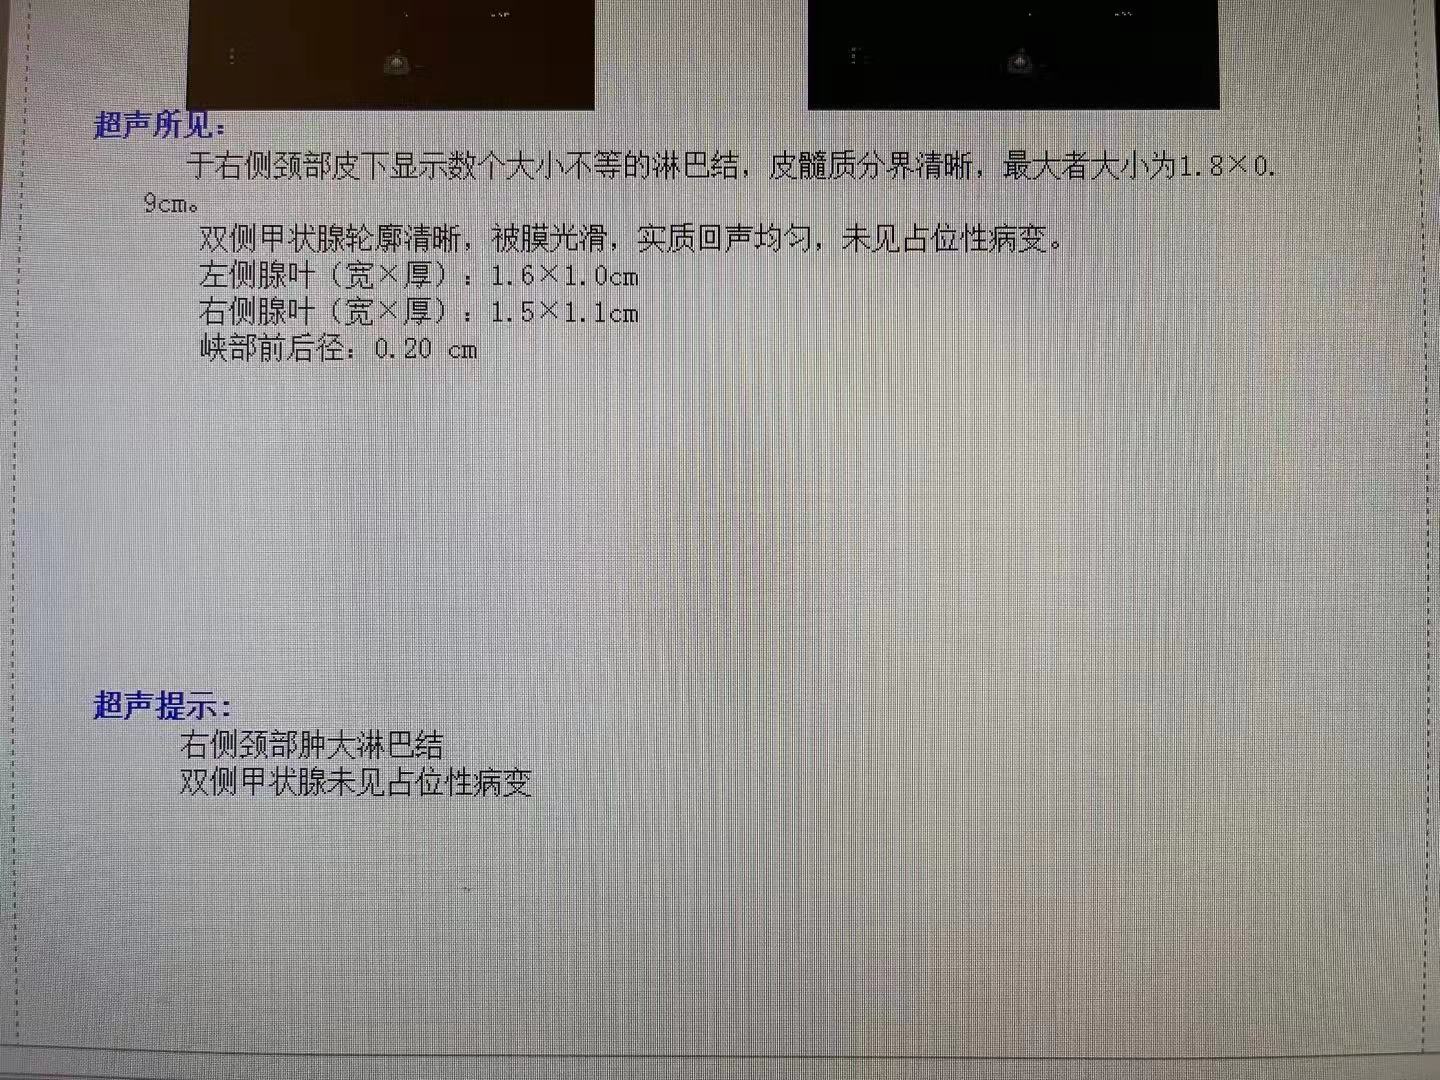 超声所见：
于右侧颈部皮下显示数个大小不等的淋巴结，皮髓质分界清晰，最大者大小为1.8×0.
9cm。
双侧甲状腺轮廓清晰，被膜光滑，实质回声均匀，未见占位性病变。
左侧腺叶（宽×厚）：1.6×1.0cm
右侧腺叶（宽×厚）：1.5×1.1cm
峡部前后径：0.20 cm
超声提示：
右侧颈部肿大淋巴结
双侧甲状腺未见占位性病变